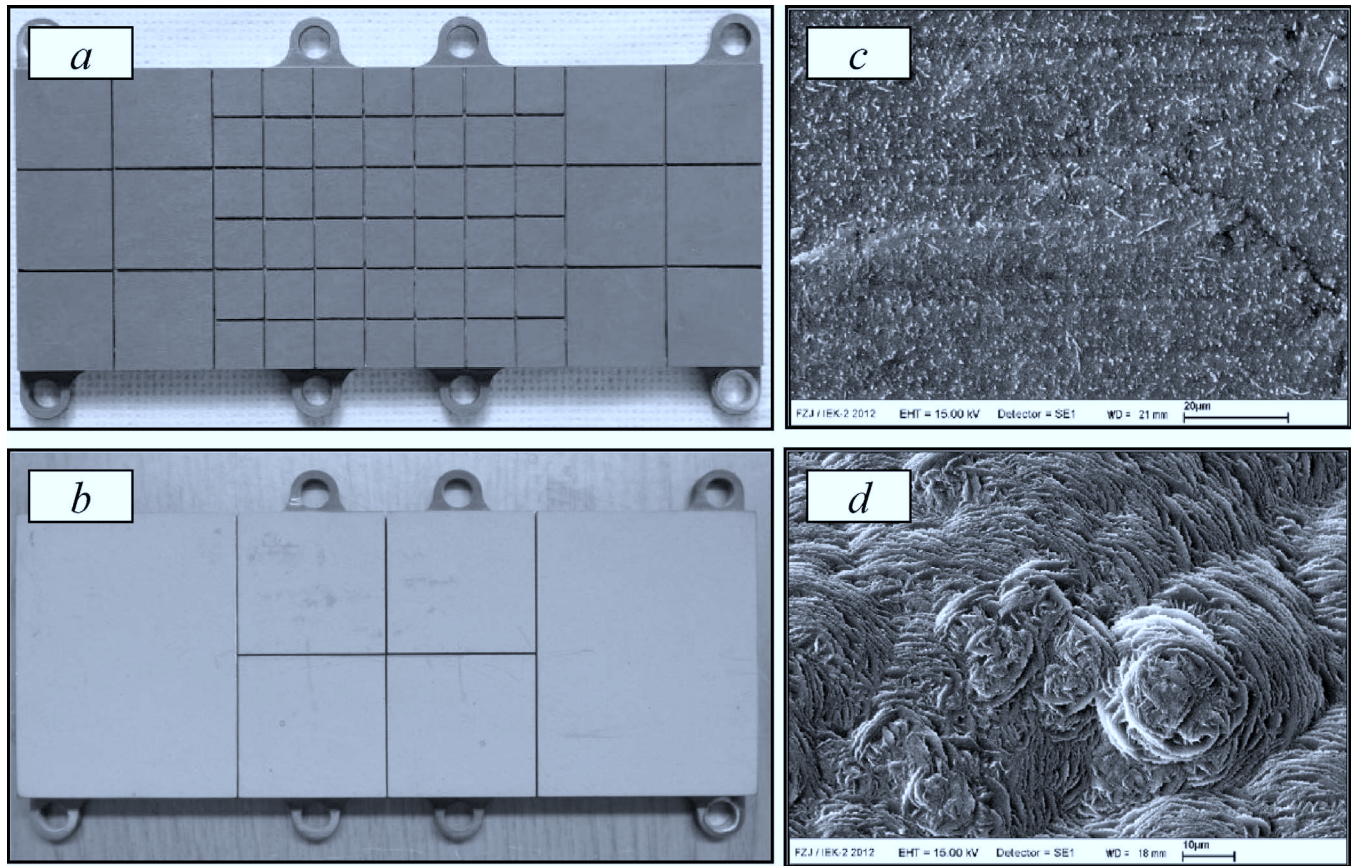 a
c
FZJ / IEK-2 2012 EHT = 15.00 kV Detector = SE1 WD = 21 mm 20µm
b
d
FZJ / IEK-2 2012 EHT = 15.00 kV Detector = SE1 WD = 18 mm 10µm